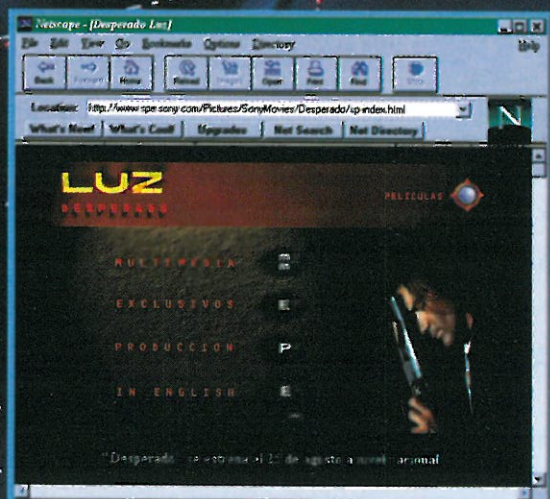 Netscape - [Desperado Luz]
File Edit View Go Bookmarks Options Directory Help
Back Forward Home Reload Images Open Print Find Stop
Location: http://www.spe.sony.com/Pictures/SonyMovies/Desperado/sp-index.html
N
What's New! What's Cool! Upgrades Net Search Net Directory
LUZ
DESPERADO
PELICULAS
MULTIMEDIA
EXCLUSIVOS E
PRODUCCION P
IN ENGLISH E
"Desperado se estrena el 25 de agosto a nivel nacional